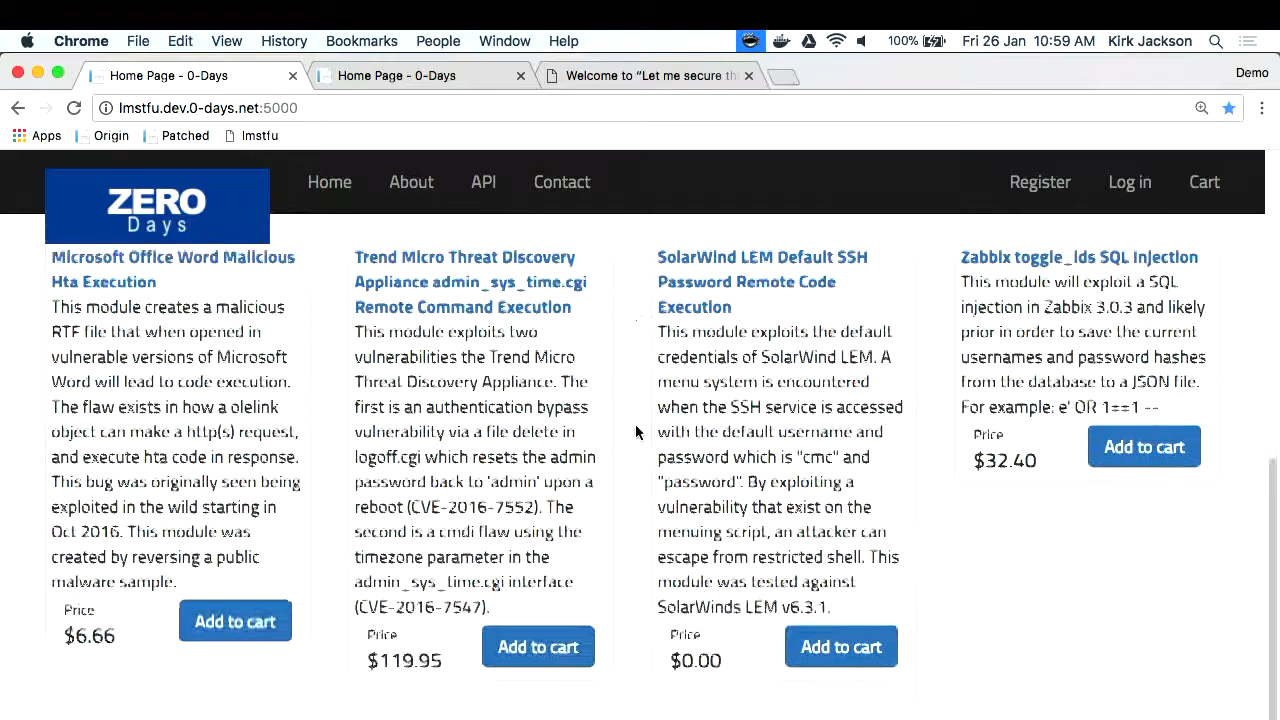 Chrome File Edit View History Bookmarks People Window Help 100% Fri 26 Jan 10:59 AM Kirk Jackson
Home Page - 0-Days Home Page - 0-Days Welcome to “Let me secure th Demo
lmstfu.dev.0-days.net:5000
Apps Origin Patched lmstfu
ZERO
Days
Home About API Contact Register Log in Cart
Microsoft Office Word Malicious
Hta Execution
This module creates a malicious
RTF file that when opened in
vulnerable versions of Microsoft
Word will lead to code execution.
The flaw exists in how a olelink
object can make a http(s) request,
and execute hta code in response.
This bug was originally seen being
exploited in the wild starting in
Oct 2016. This module was
created by reversing a public
malware sample.
Price
$6.66
Add to cart
Trend Micro Threat Discovery
Appliance admin_sys_time.cgi
Remote Command Execution
This module exploits two
vulnerabilities the Trend Micro
Threat Discovery Appliance. The
first is an authentication bypass
vulnerability via a file delete in
logoff.cgi which resets the admin
password back to 'admin' upon a
reboot (CVE-2016-7552). The
second is a cmdi flaw using the
timezone parameter in the
admin_sys_time.cgi interface
(CVE-2016-7547).
Price
$119.95
Add to cart
SolarWind LEM Default SSH
Password Remote Code
Execution
This module exploits the default
credentials of SolarWind LEM. A
menu system is encountered
when the SSH service is accessed
with the default username and
password which is "cmc" and
"password". By exploiting a
vulnerability that exist on the
menuing script, an attacker can
escape from restricted shell. This
module was tested against
SolarWinds LEM v6.3.1.
Price
$0.00
Add to cart
Zabbix toggle_ids SQL Injection
This module will exploit a SQL
injection in Zabbix 3.0.3 and likely
prior in order to save the current
usernames and password hashes
from the database to a JSON file.
For example: e' OR 1==1 --
Price
$32.40
Add to cart